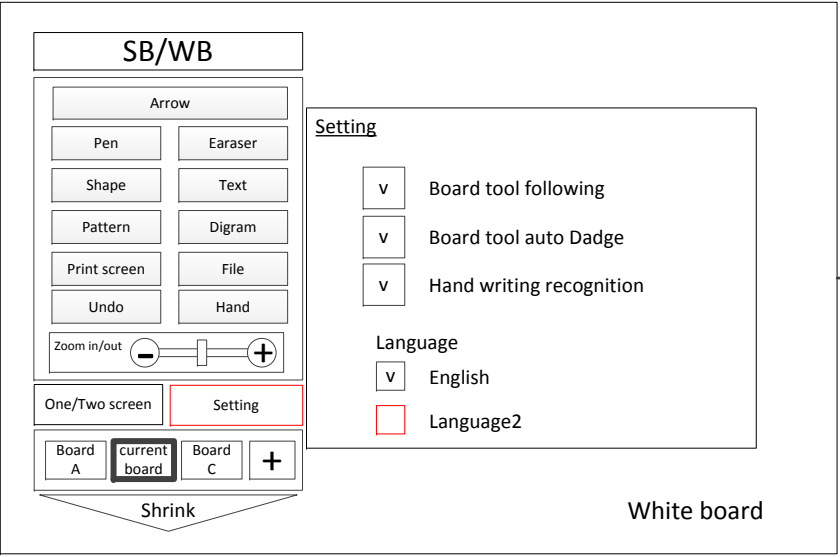 SB/WB
Arrow
Pen
Earaser
Shape
Text
Pattern
Digram
Print screen
File
Undo
Hand
Zoom in/out
One/Two screen
Setting
Board
A
current
board
Board
C
+
Shrink
Setting
v Board tool following
v Board tool auto Dadge
v Hand writing recognition
Language
v English
Language2
White board